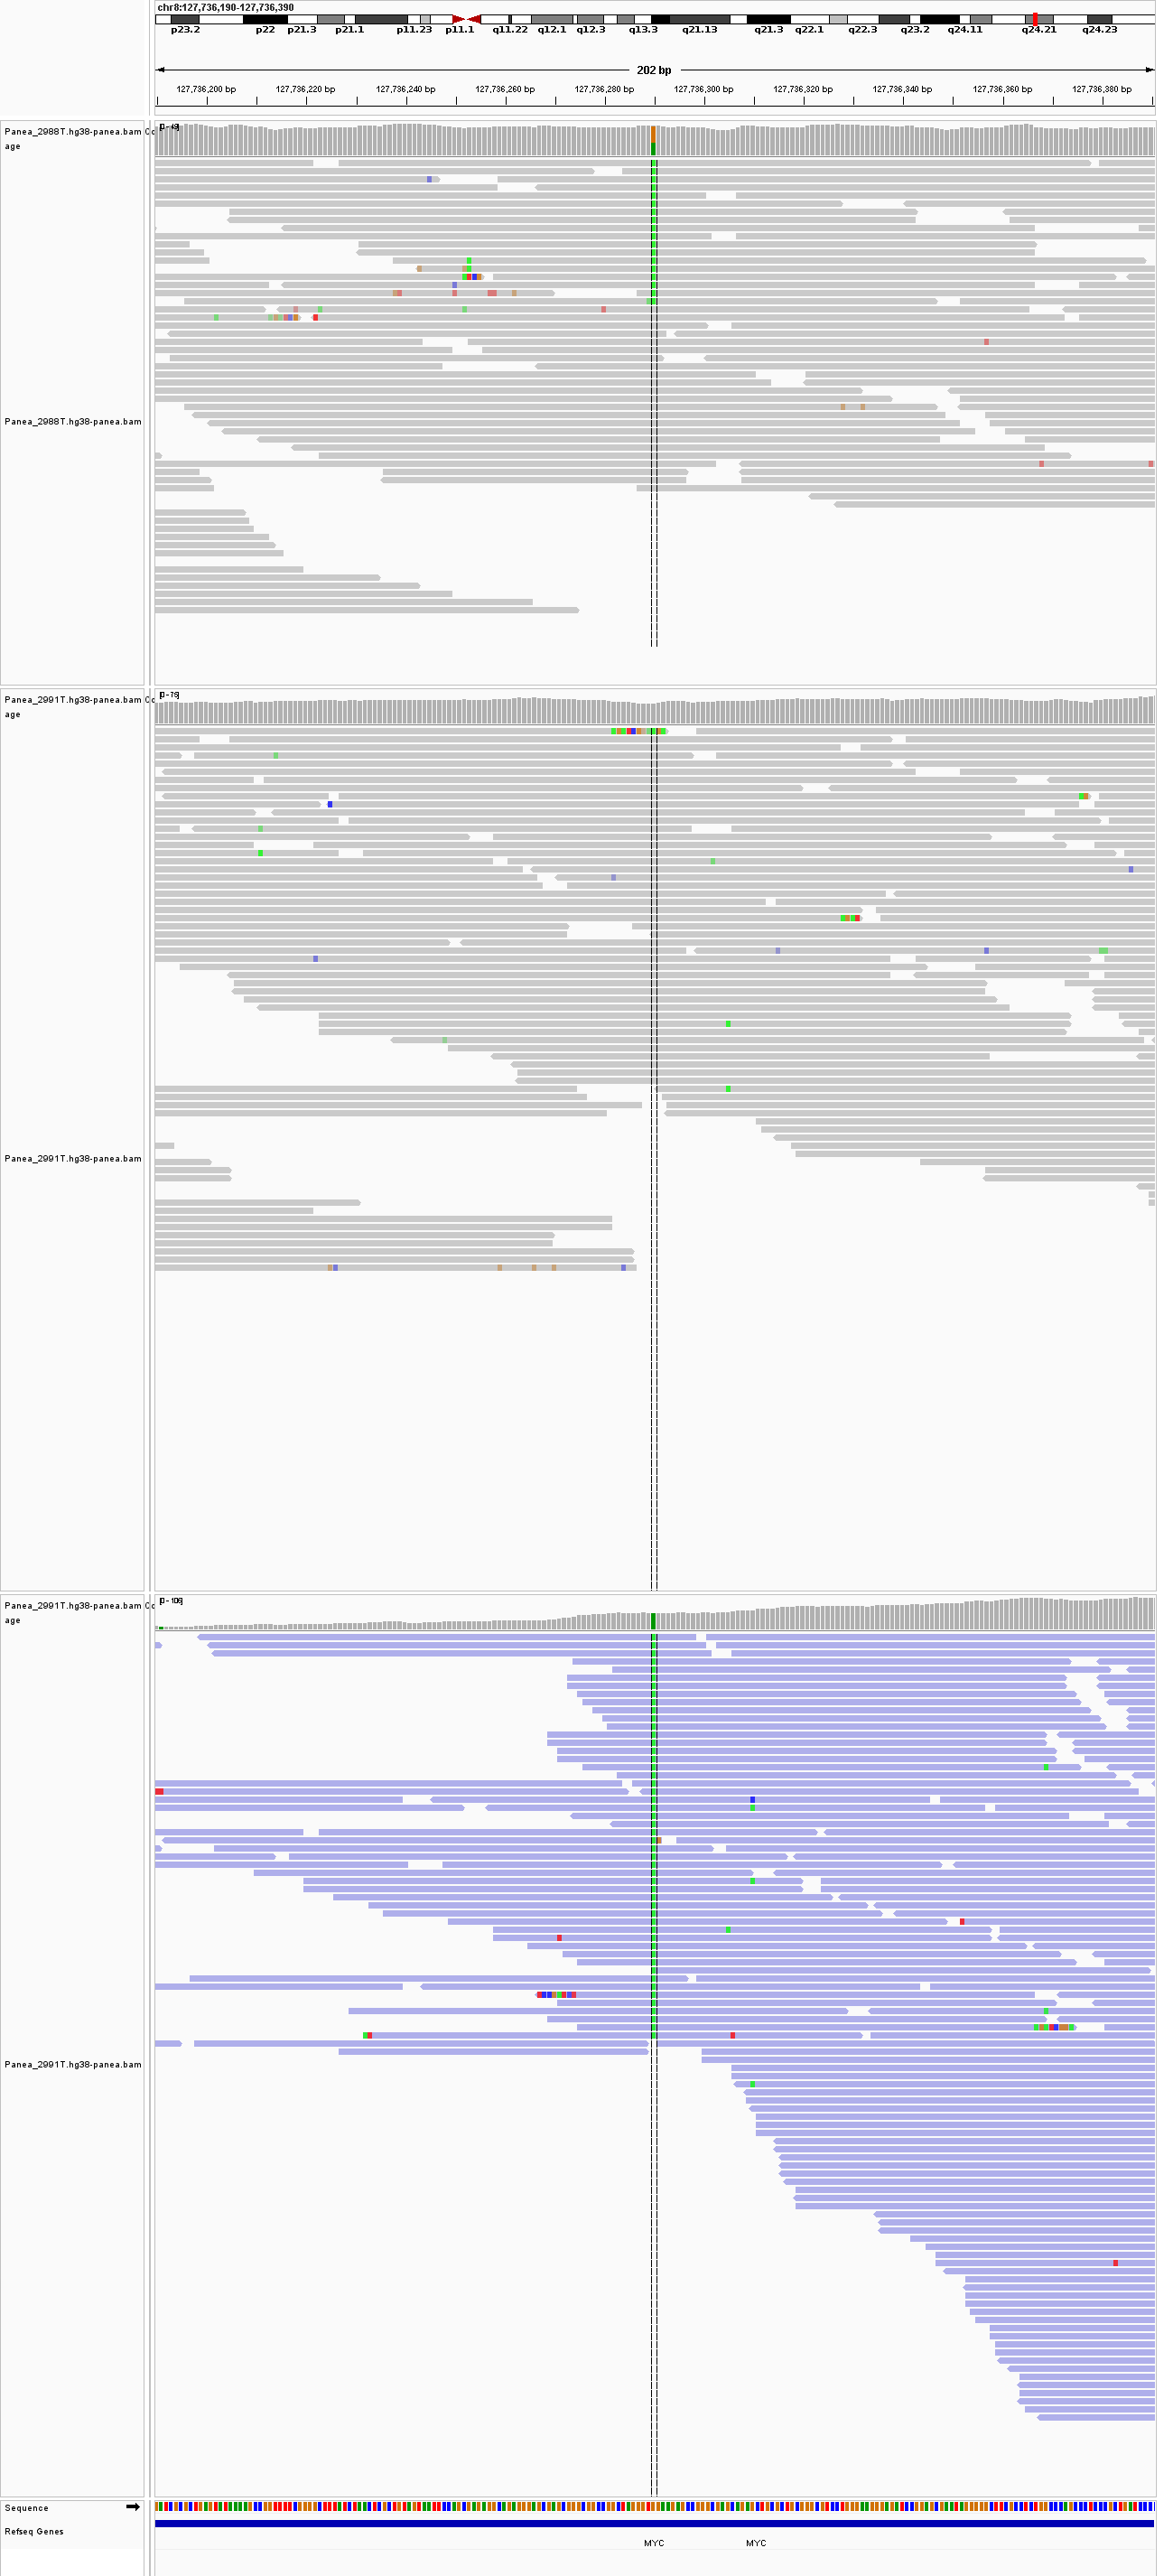 chr8:127,736,190-127,736,390
p23.2 p22 p21.3 p21.1 p11.23 p11.1 q11.22 q12.1 q12.3 q13.3 q21.13 q21.3 q22.1 q22.3 q23.2 q24.11 q24.21 q24.23
202 bp
127,736,200 bp 127,736,220 bp 127,736,240 bp 127,736,260 bp 127,736,280 bp 127,736,300 bp 127,736,320 bp 127,736,340 bp 127,736,360 bp 127,736,380 bp
Panea_2988T.hg38-panea.bam Co
age
Panea_2988T.hg38-panea.bam
Panea_2991T.hg38-panea.bam Co
age
Panea_2991T.hg38-panea.bam
Panea_2991T.hg38-panea.bam Co
age
[0 - 106]
Panea_2991T.hg38-panea.bam
Sequence
Refseq Genes
MYC MYC